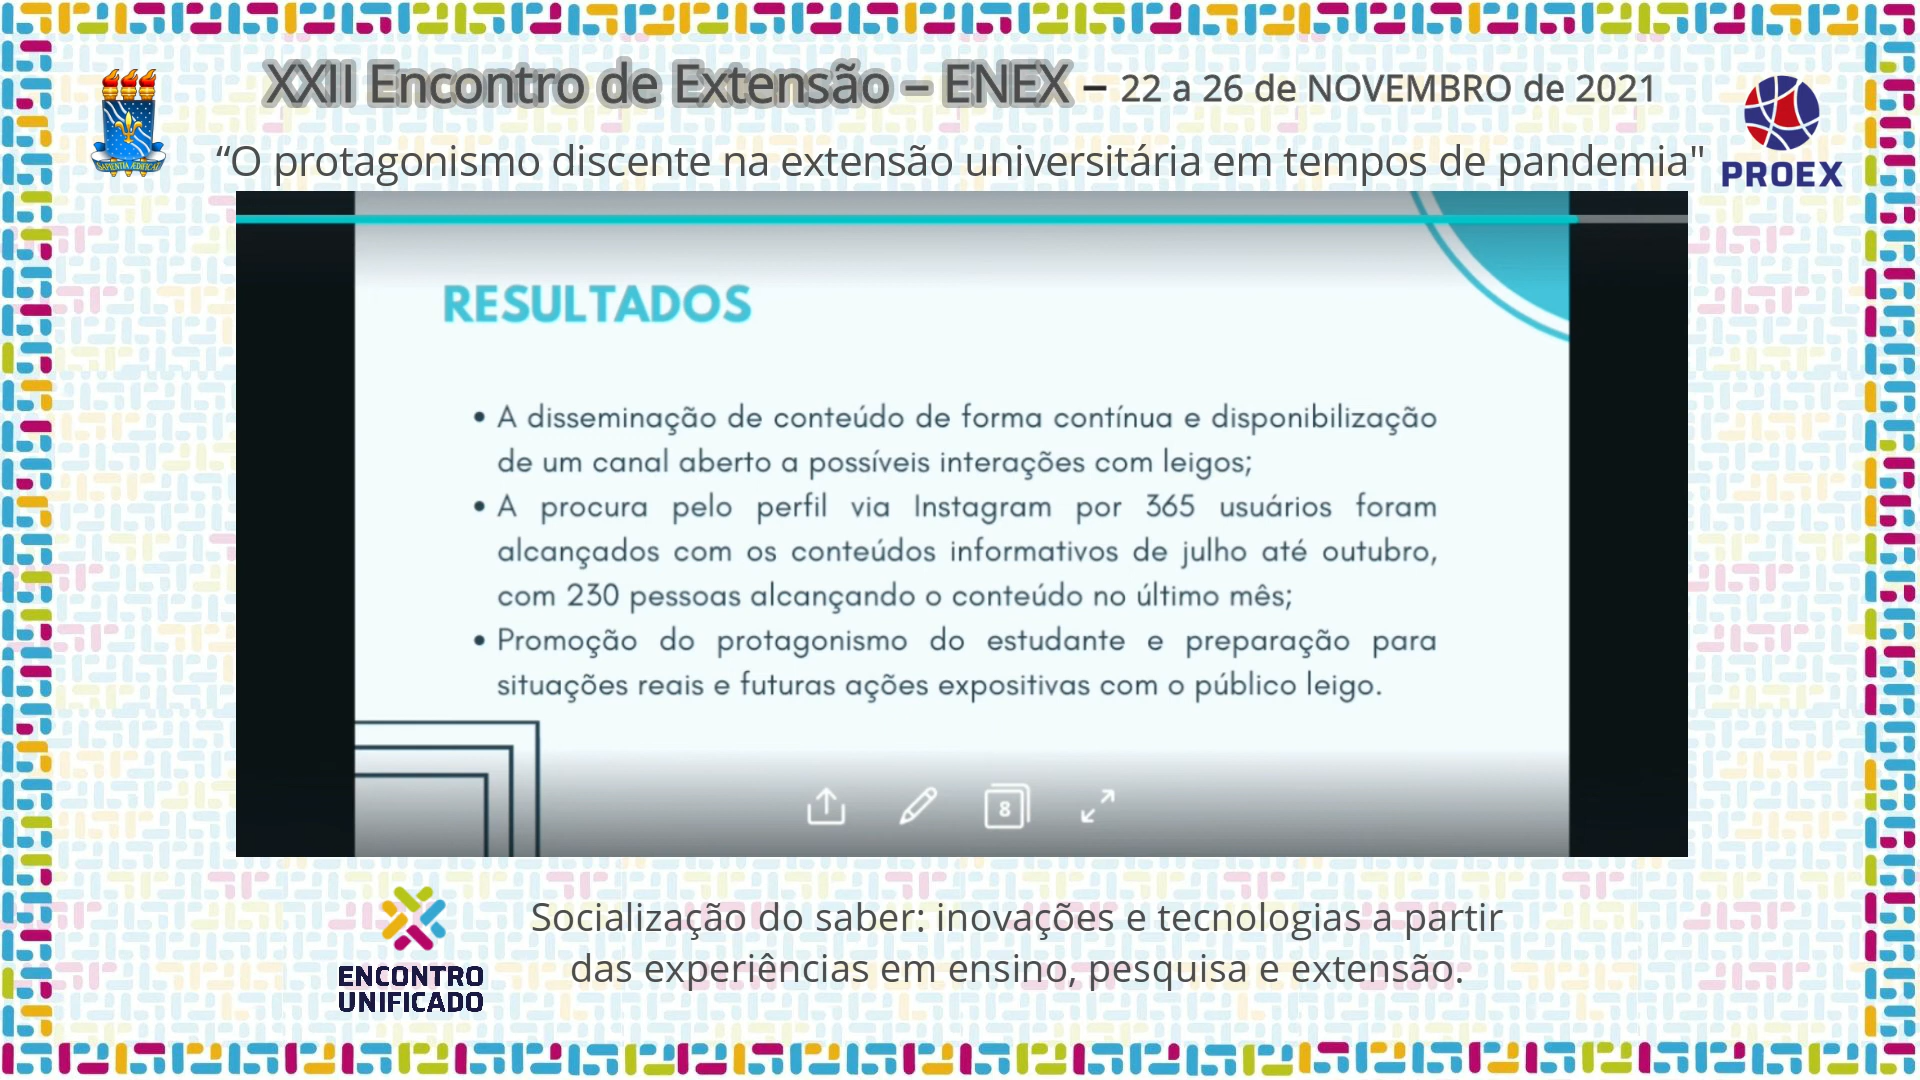 XXII Encontro de Extensão – ENEX – 22 a 26 de NOVEMBRO de 2021
“O protagonismo discente na extensão universitária em tempos de pandemia"
SAPIENTIA ÆDIFICAT
PROEX
RESULTADOS
• A disseminação de conteúdo de forma contínua e disponibilização
de um canal aberto a possíveis interações com leigos;
• A procura pelo perfil via Instagram por 365 usuários foram
alcançados com os conteúdos informativos de julho até outubro,
com 230 pessoas alcançando o conteúdo no último mês;
• Promoção do protagonismo do estudante e preparação para
situações reais e futuras ações expositivas com o público leigo.
8
ENCONTRO
UNIFICADO
Socialização do saber: inovações e tecnologias a partir
das experiências em ensino, pesquisa e extensão.